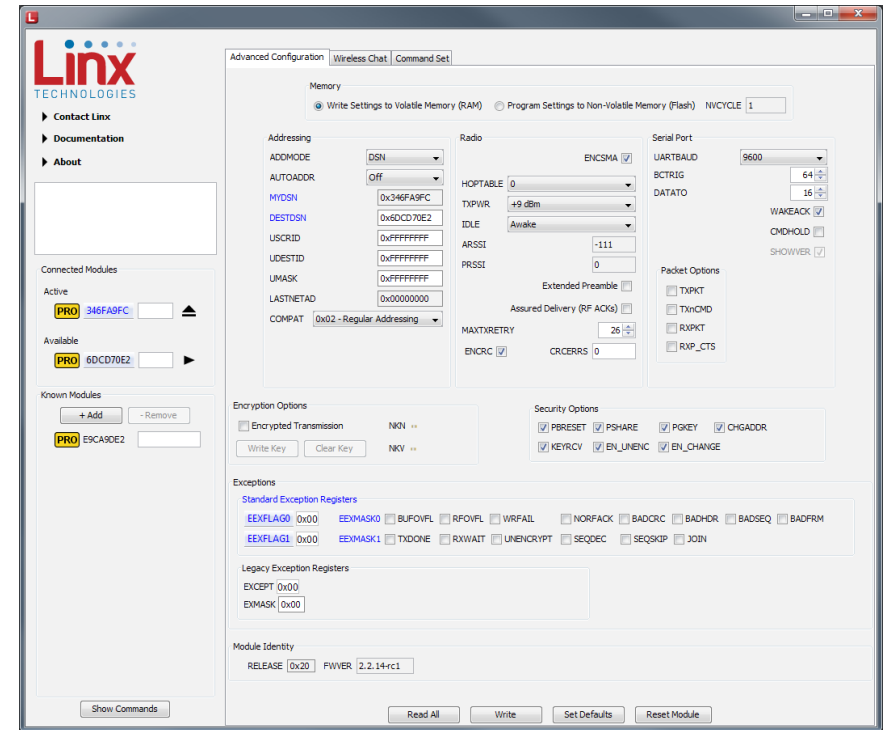 L
Linx
TECHNOLOGIES
Contact Linx
Documentation
About
Connected Modules
Active
PRO 346FA9FC
Available
PRO 6DCD70E2
Known Modules
+ Add - Remove
PRO E9CA9DE2
Show Commands
Advanced Configuration Wireless Chat Command Set
Memory
Write Settings to Volatile Memory (RAM) Program Settings to Non-Volatile Memory (Flash) NVCYCLE 1
Addressing
ADDMODE DSN
AUTOADDR Off
MYDSN 0x346FA9FC
DESTDSN 0x6DCD70E2
USCRID 0xFFFFFFFF
UDESTID 0xFFFFFFFF
UMASK 0xFFFFFFFF
LASTNETAD 0x00000000
COMPAT 0x02 - Regular Addressing
Radio
ENCSMA
HOPTABLE 0
TXPWR +9 dBm
IDLE Awake
ARSSI -111
PRSSI 0
Extended Preamble
Assured Delivery (RF ACKs)
MAXTXRETRY 26
ENCRC CRCERRS 0
Serial Port
UARTBAUD 9600
BCTRIG 64
DATATO 16
WAKEACK
CMDHOLD
SHOWVER
Packet Options
TXPKT
TXnCMD
RXPKT
RXP_CTS
Encryption Options
Encrypted Transmission NKN
Write Key Clear Key NKV
Security Options
PBRESET PSHARE PGKEY CHGADDR
KEYRCV EN_UNENC EN_CHANGE
Exceptions
Standard Exception Registers
EEXFLAG0 0x00 EEXMASK0 BUFOVFL RFOVFL WRFAIL NORFACK BADCRC BADHDR BADSEQ BADFRM
EEXFLAG1 0x00 EEXMASK1 TXDONE RXWAIT UNENCRYPT SEQDEC SEQSKIP JOIN
Legacy Exception Registers
EXCEPT 0x00
EXMASK 0x00
Module Identity
RELEASE 0x20 FWVER 2.2.14-rc1
Read All Write Set Defaults Reset Module